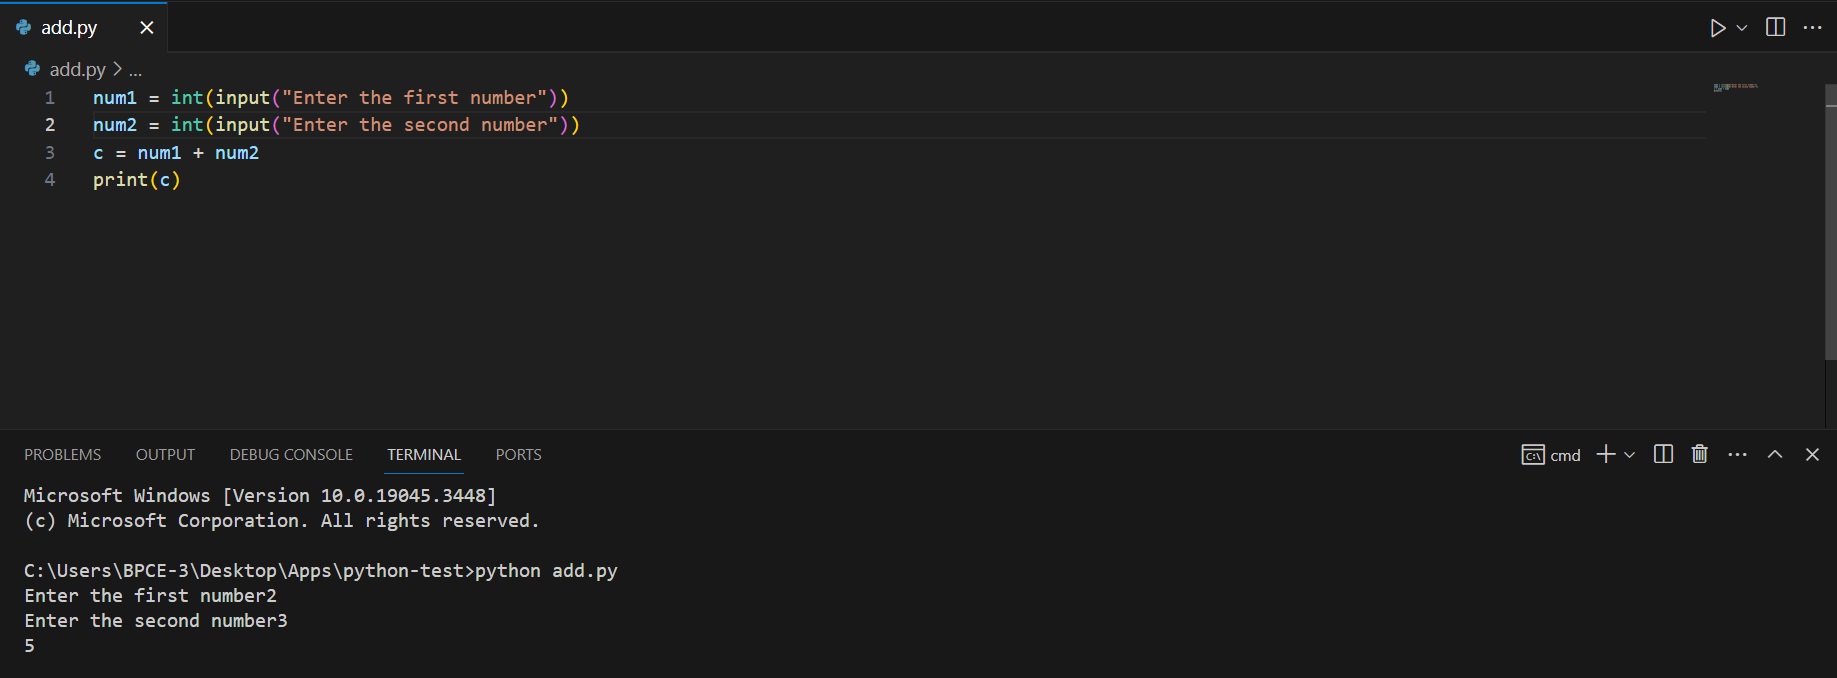 add.py
add.py > ...
1 num1 = int(input("Enter the first number"))
2 num2 = int(input("Enter the second number"))
3 c = num1 + num2
4 print(c)
PROBLEMS OUTPUT DEBUG CONSOLE TERMINAL PORTS cmd
Microsoft Windows [Version 10.0.19045.3448]
(c) Microsoft Corporation. All rights reserved.
C:\Users\BPCE-3\Desktop\Apps\python-test>python add.py
Enter the first number2
Enter the second number3
5